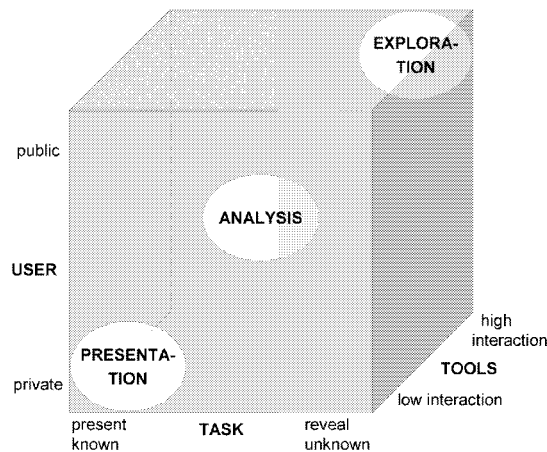 EXPLORA-
TION
public
ANALYSIS
USER
high
interaction
PRESENTA-
TION
TOOLS
private
low interaction
present
known
TASK
reveal
unknown